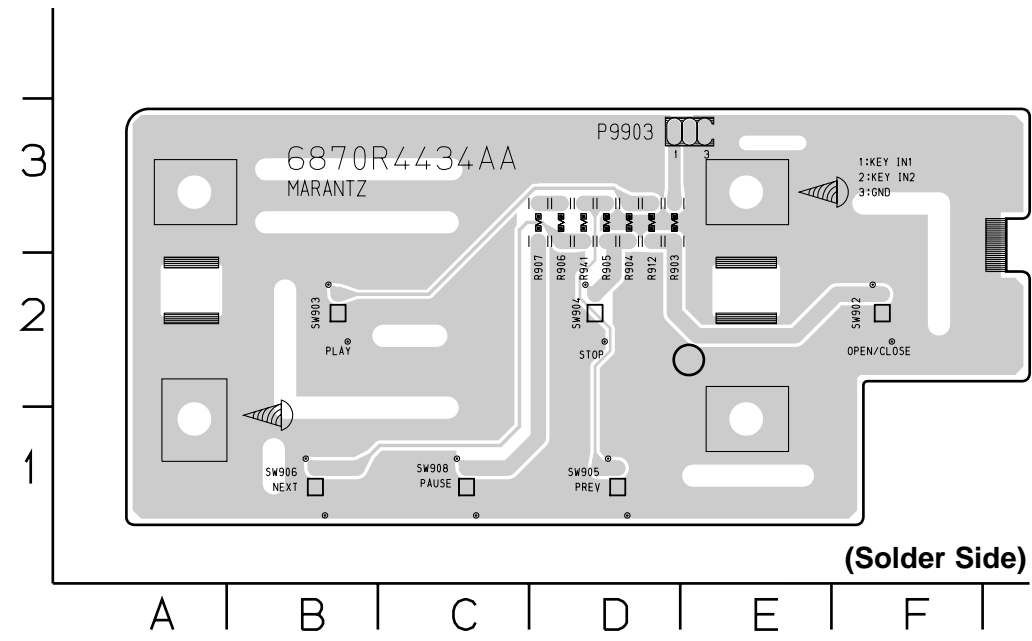 3
2
1
P9903
1 3
6870R4434AA
MARANTZ
1:KEY IN1
2:KEY IN2
3:GND
R907
R906
R941
R905
R904
R912
R903
SW903
PLAY
SW904
STOP
SW902
OPEN/CLOSE
SW906
NEXT
SW908
PAUSE
SW905
PREV
(Solder Side)
A B C D E F